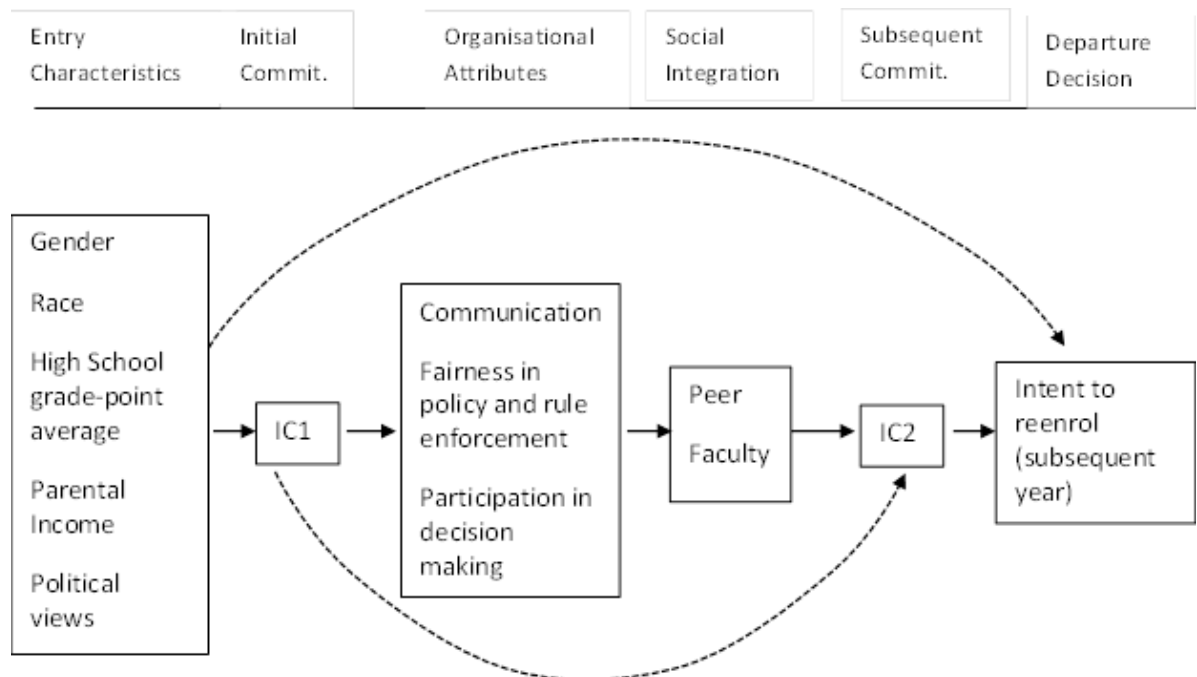 Entry
Characteristics
Initial
Commit.
Organisational
Attributes
Social
Integration
Subsequent
Commit.
Departure
Decision
Gender
Race
High School
grade-point
average
Parental
Income
Political
views
IC1
Communication
Fairness in
policy and rule
enforcement
Participation in
decision
making
Peer
Faculty
IC2
Intent to
reenrol
(subsequent
year)